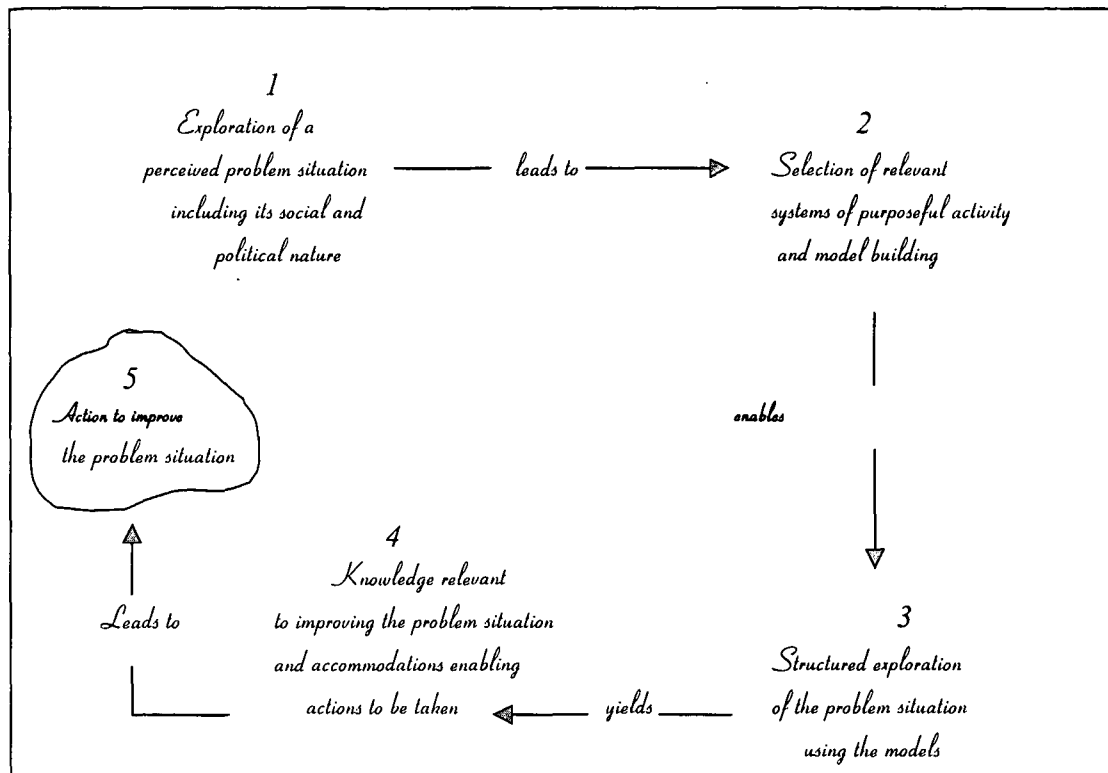 1
Exploration of a
perceived problem situation
including its social and
political nature
leads to
2
Selection of relevant
systems of purposeful activity
and model building
enables
3
Structured exploration
of the problem situation
using the models
yields
4
Knowledge relevant
to improving the problem situation
and accommodations enabling
actions to be taken
Leads to
5
Action to improve
the problem situation